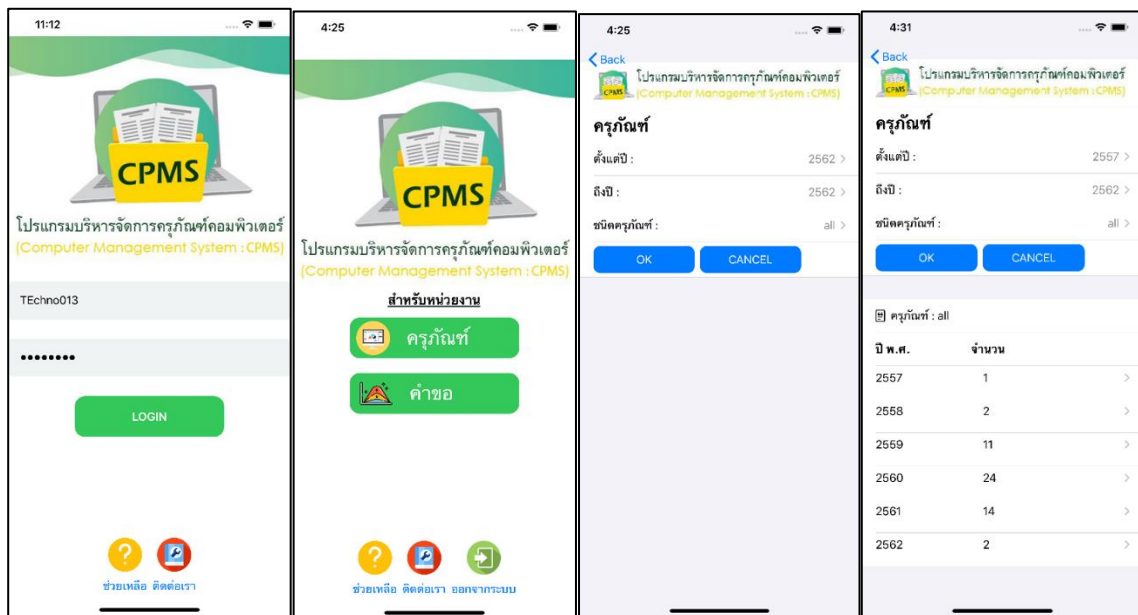 11:12
CPMS
โปรแกรมบริหารจัดการครุภัณฑ์คอมพิวเตอร์
(Computer Management System : CPMS)
TEchno013
••••••••
LOGIN
ช่วยเหลือ ติดต่อเรา
4:25
CPMS
โปรแกรมบริหารจัดการครุภัณฑ์คอมพิวเตอร์
(Computer Management System : CPMS)
สำหรับหน่วยงาน
ครุภัณฑ์
คำขอ
ช่วยเหลือ ติดต่อเรา ออกจากระบบ
4:25
Back
CPMS
โปรแกรมบริหารจัดการครุภัณฑ์คอมพิวเตอร์
(Computer Management System : CPMS)
ครุภัณฑ์
ตั้งแต่ปี : 2562 >
ถึงปี : 2562 >
ชนิดครุภัณฑ์ : all >
OK CANCEL
4:31
Back
CPMS
โปรแกรมบริหารจัดการครุภัณฑ์คอมพิวเตอร์
(Computer Management System : CPMS)
ครุภัณฑ์
ตั้งแต่ปี : 2557 >
ถึงปี : 2562 >
ชนิดครุภัณฑ์ : all >
OK CANCEL
ครุภัณฑ์ : all
ปี พ.ศ. จำนวน
2557 1 >
2558 2 >
2559 11 >
2560 24 >
2561 14 >
2562 2 >